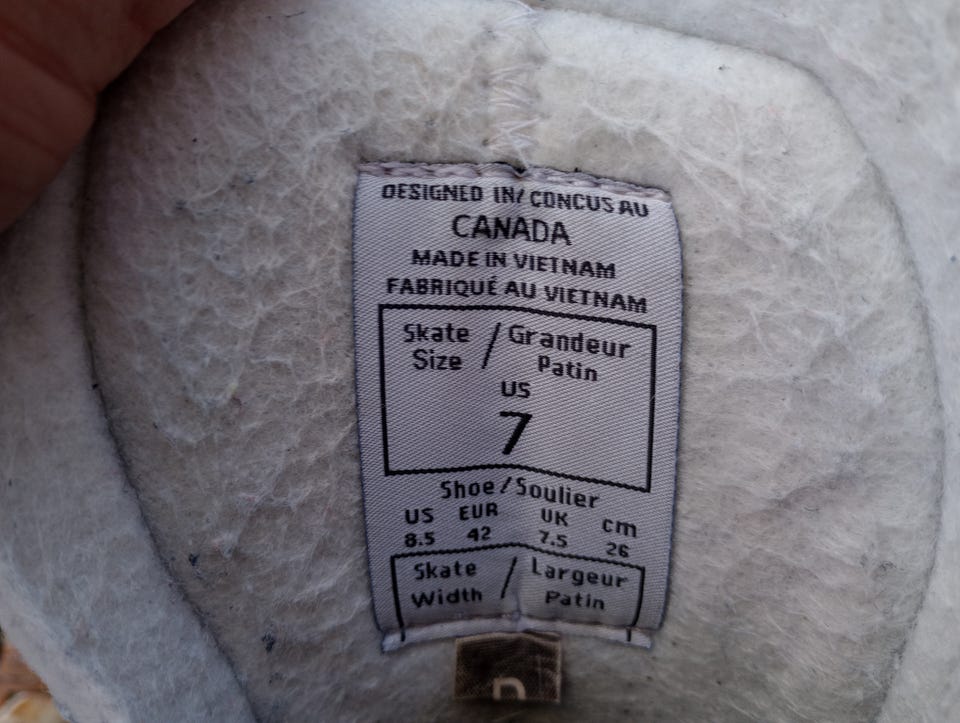 DESIGNED IN/ CONCUS AU
CANADA
MADE IN VIETNAM
FABRIQUÉ AU VIETNAM
Skate / Grandeur
Size Patin
US
7
Shoe / Soulier
US EUR UK cm
8.5 42 7.5 26
Skate / Largeur
Width Patin